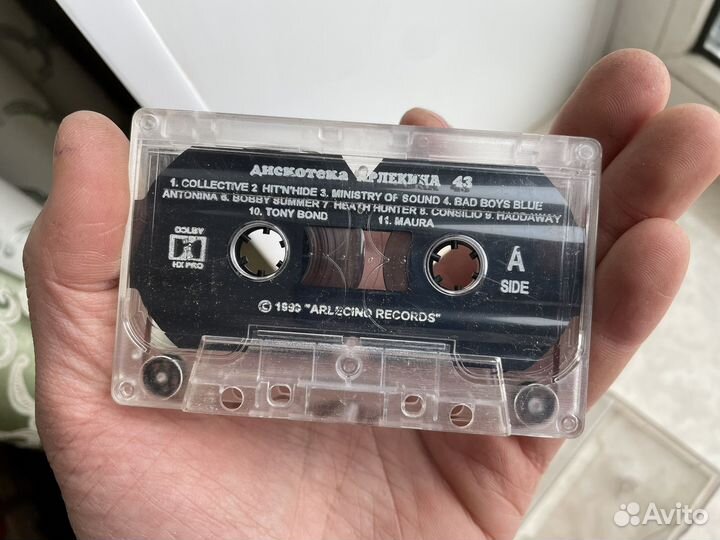 Дискотека Арлекина 43
1. COLLECTIVE 2 HIT'N'HIDE 3. MINISTRY OF SOUND 4. BAD BOYS BLUE
ANTONINA 6. BOBBY SUMMER 7 HEATH HUNTER 8. CONSILIO 9. HADDAWAY
10. TONY BOND 11. MAURA
DOLBY
HX PRO
A
SIDE
© "ARLECINO RECORDS"
Avito